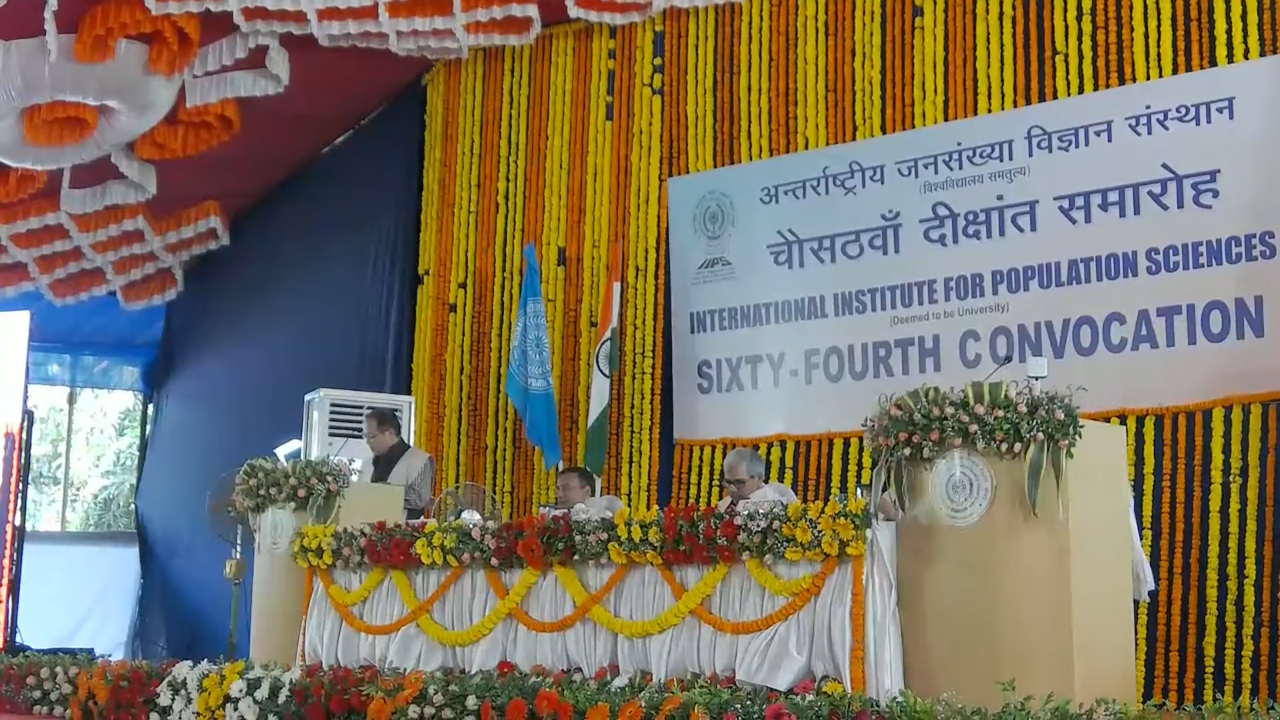 अन्तर्राष्ट्रीय जनसंख्या विज्ञान संस्थान
(विश्वविद्यालय समतुल्य)
चौसठवाँ दीक्षांत समारोह
IIPS
INTERNATIONAL INSTITUTE FOR POPULATION SCIENCES
(Deemed to be University)
SIXTY-FOURTH CONVOCATION